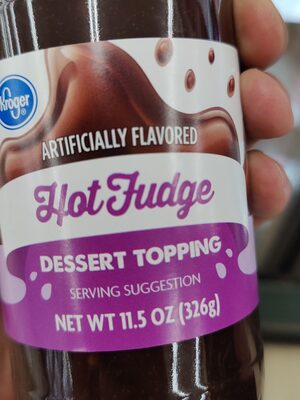 Kroger®
ARTIFICIALLY FLAVORED
Hot Fudge
DESSERT TOPPING
SERVING SUGGESTION
NET WT 11.5 OZ (326g)